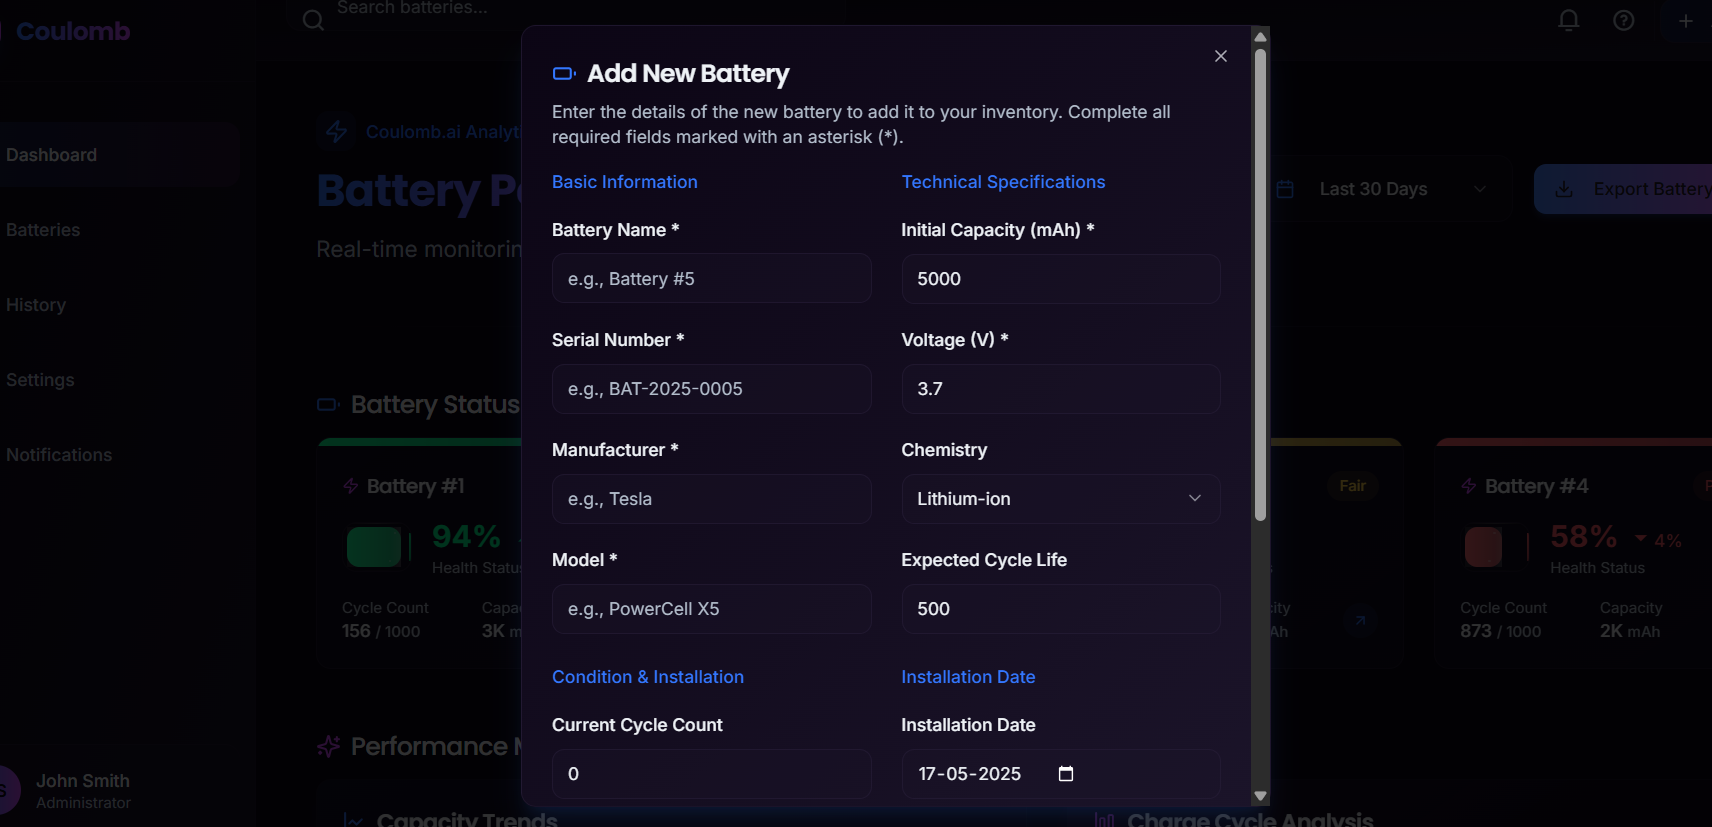 Coulomb
Search batteries...
Dashboard
Batteries
History
Settings
Notifications
John Smith
Administrator
Coulomb.ai
Battery
Real-time
Last 30 Days
Export Battery
Battery Status
Battery #1
94%
Health
Cycle Count
156 / 1000
3K
Fair
Battery #4
58%
4%
Health Status
Cycle Count
Capacity
873 / 1000
2K mAh
Performance
Capacity Trends
Charge Cycle Analysis
Add New Battery
Enter the details of the new battery to add it to your inventory. Complete all
required fields marked with an asterisk (*).
Basic Information
Technical Specifications
Battery Name *
Initial Capacity (mAh) *
e.g., Battery #5
5000
Serial Number *
Voltage (V) *
e.g., BAT-2025-0005
3.7
Manufacturer *
Chemistry
e.g., Tesla
Lithium-ion
Model *
Expected Cycle Life
e.g., PowerCell X5
500
Condition & Installation
Installation Date
Current Cycle Count
Installation Date
0
17-05-2025